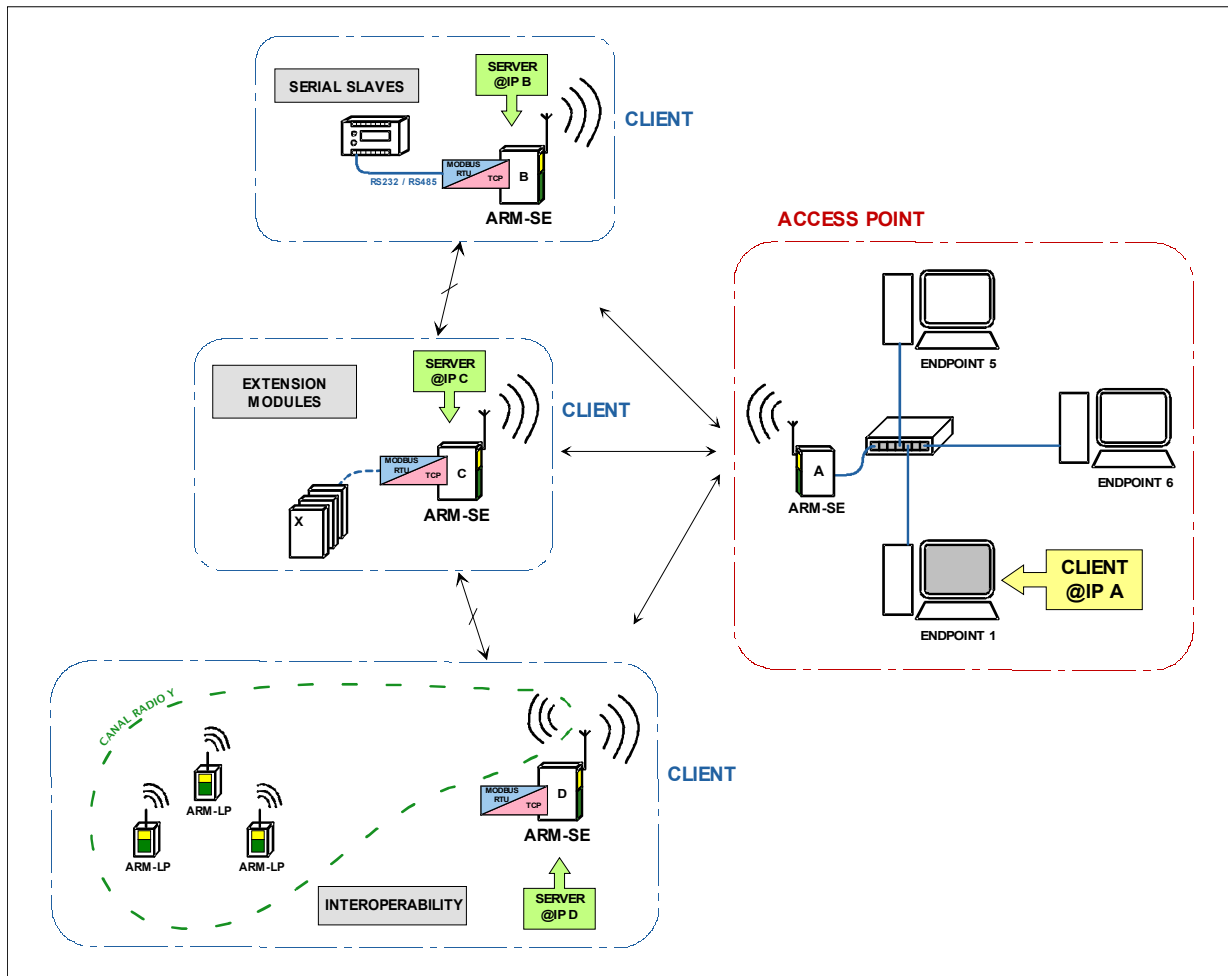 SERIAL SLAVES
SERVER
@IP B
CLIENT
MODBUS
RTU
TCP
B
RS232 / RS485
ARM-SE
EXTENSION
MODULES
SERVER
@IP C
CLIENT
MODBUS
RTU
TCP
C
X
ARM-SE
CANAL RADIO Y
ARM-LP
ARM-LP
ARM-LP
MODBUS
RTU
TCP
D
ARM-SE
CLIENT
INTEROPERABILITY
SERVER
@IP D
ACCESS POINT
ENDPOINT 5
A
ARM-SE
ENDPOINT 6
CLIENT
@IP A
ENDPOINT 1